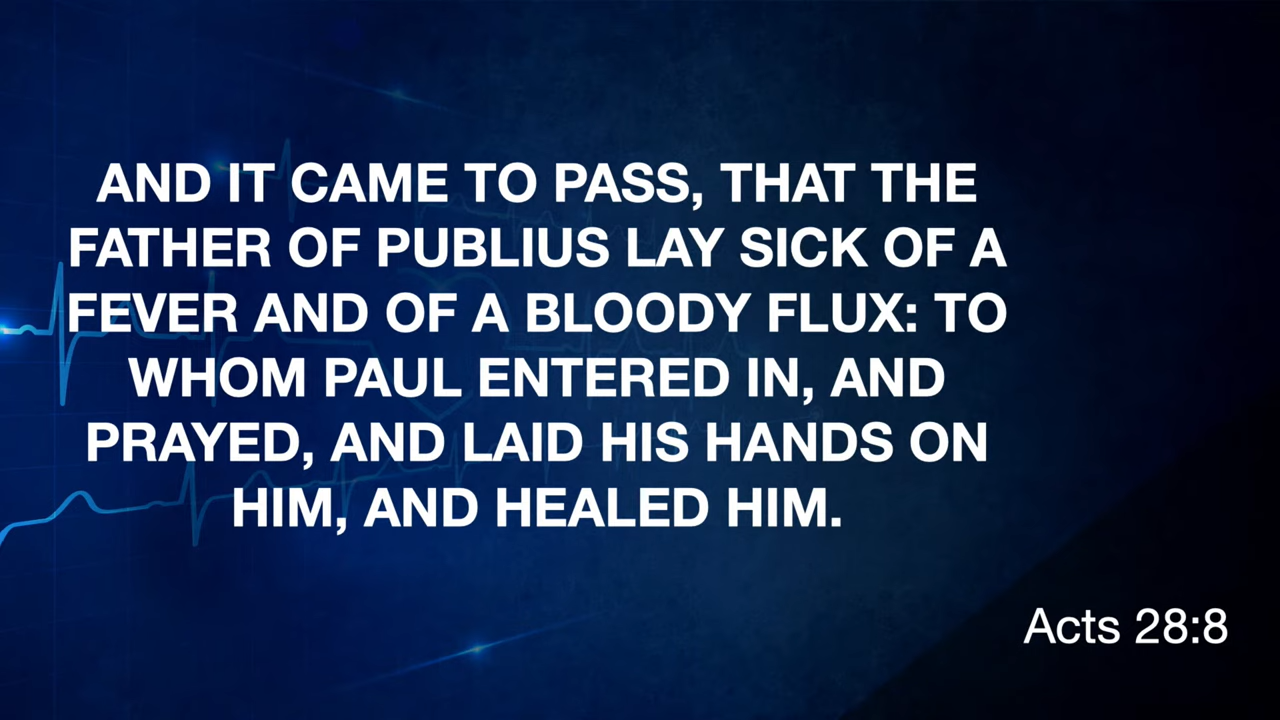 AND IT CAME TO PASS, THAT THE
FATHER OF PUBLIUS LAY SICK OF A
FEVER AND OF A BLOODY FLUX: TO
WHOM PAUL ENTERED IN, AND
PRAYED, AND LAID HIS HANDS ON
HIM, AND HEALED HIM.
Acts 28:8